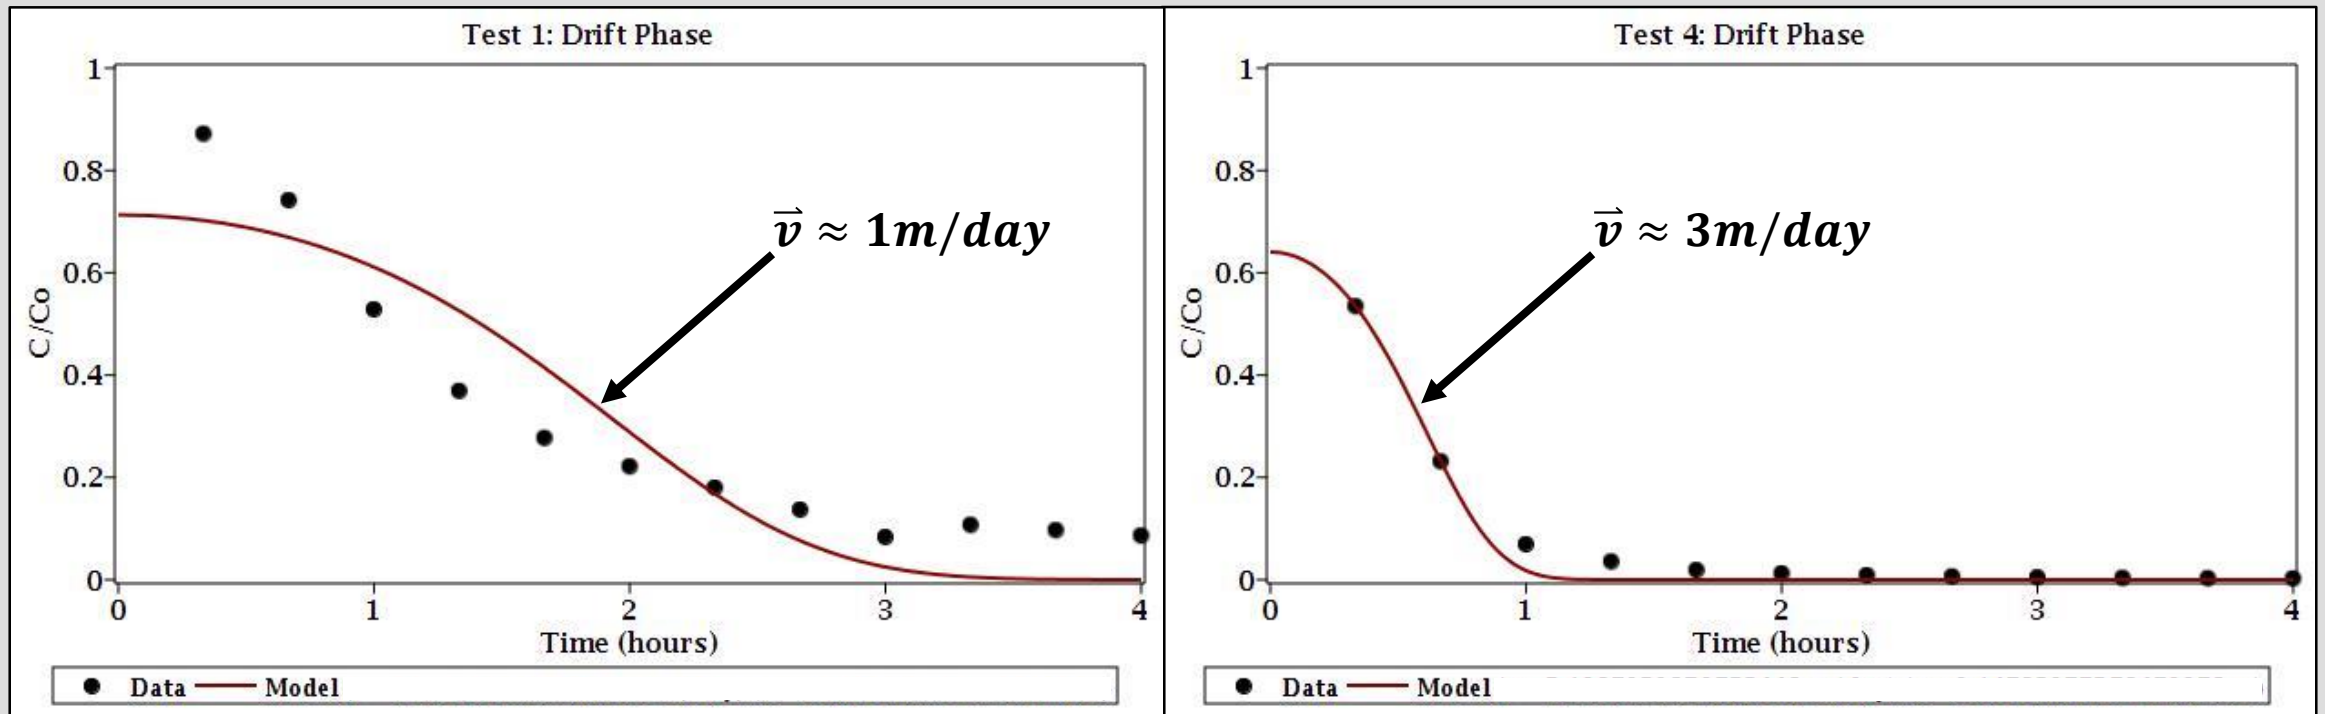 Test 1: Drift Phase
1
0.8
0.6
0.4
0.2
0
C/Co
v⃗ ≈ 1m/day
0 1 2 3 4
Time (hours)
Data Model
Test 4: Drift Phase
1
0.8
0.6
0.4
0.2
0
C/Co
v⃗ ≈ 3m/day
0 1 2 3 4
Time (hours)
Data Model